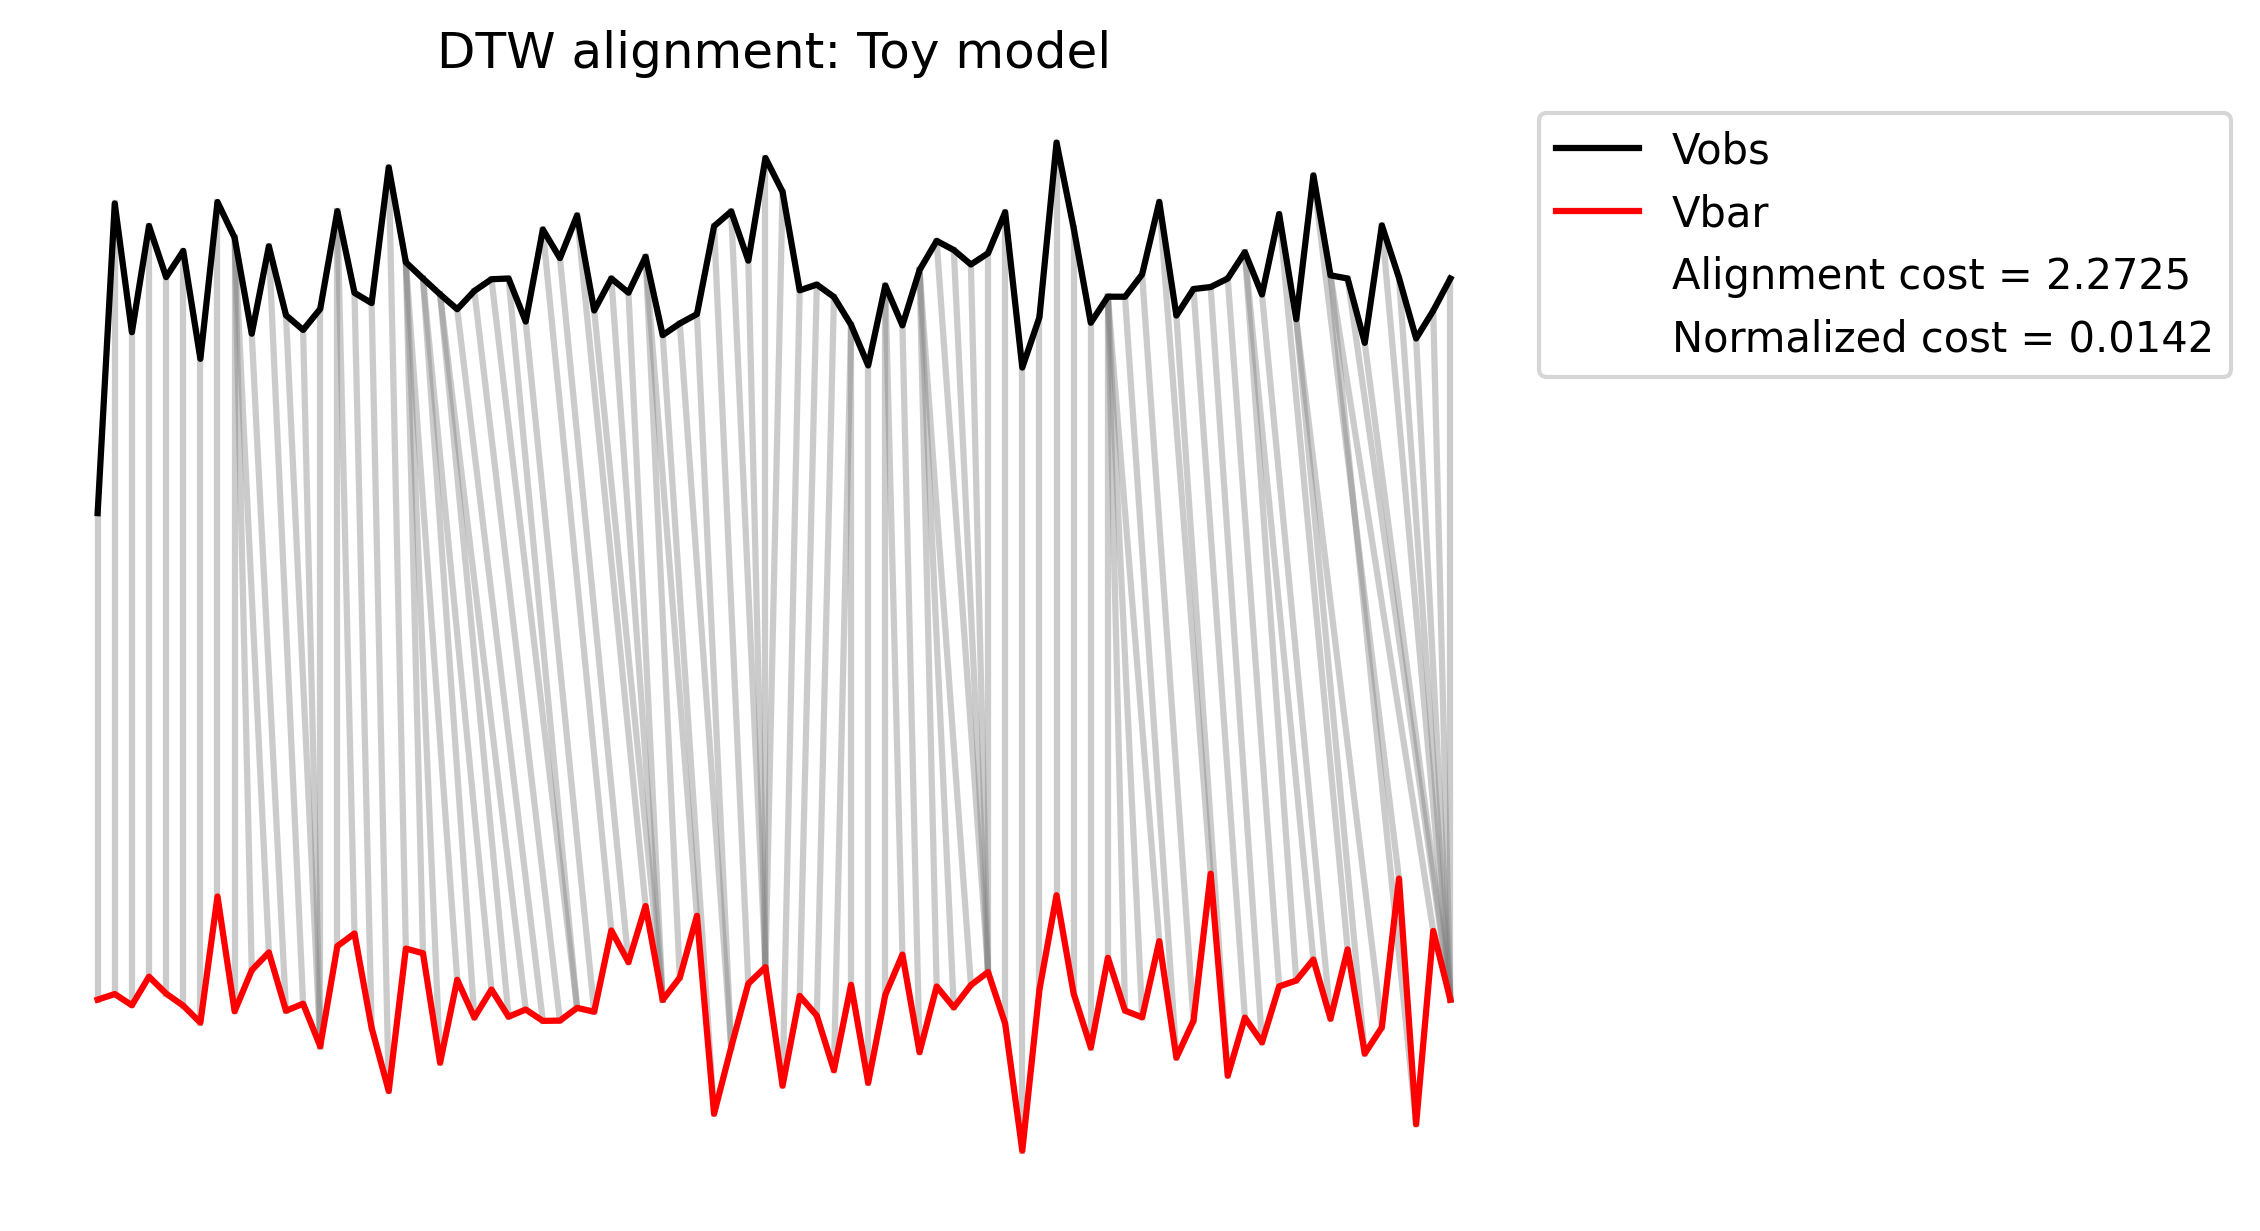 DTW alignment: Toy model
Vobs
Vbar
Alignment cost = 2.2725
Normalized cost = 0.0142